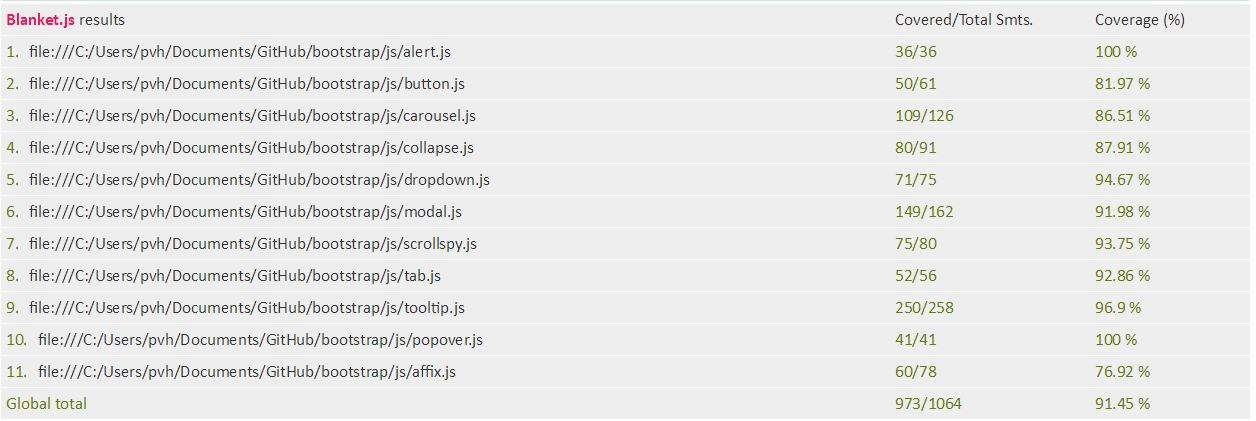 Blanket.js results Covered/Total Smts. Coverage (%)
1. file:///C:/Users/pvh/Documents/GitHub/bootstrap/js/alert.js 36/36 100 %
2. file:///C:/Users/pvh/Documents/GitHub/bootstrap/js/button.js 50/61 81.97 %
3. file:///C:/Users/pvh/Documents/GitHub/bootstrap/js/carousel.js 109/126 86.51 %
4. file:///C:/Users/pvh/Documents/GitHub/bootstrap/js/collapse.js 80/91 87.91 %
5. file:///C:/Users/pvh/Documents/GitHub/bootstrap/js/dropdown.js 71/75 94.67 %
6. file:///C:/Users/pvh/Documents/GitHub/bootstrap/js/modal.js 149/162 91.98 %
7. file:///C:/Users/pvh/Documents/GitHub/bootstrap/js/scrollspy.js 75/80 93.75 %
8. file:///C:/Users/pvh/Documents/GitHub/bootstrap/js/tab.js 52/56 92.86 %
9. file:///C:/Users/pvh/Documents/GitHub/bootstrap/js/tooltip.js 250/258 96.9 %
10. file:///C:/Users/pvh/Documents/GitHub/bootstrap/js/popover.js 41/41 100 %
11. file:///C:/Users/pvh/Documents/GitHub/bootstrap/js/affix.js 60/78 76.92 %
Global total 973/1064 91.45 %